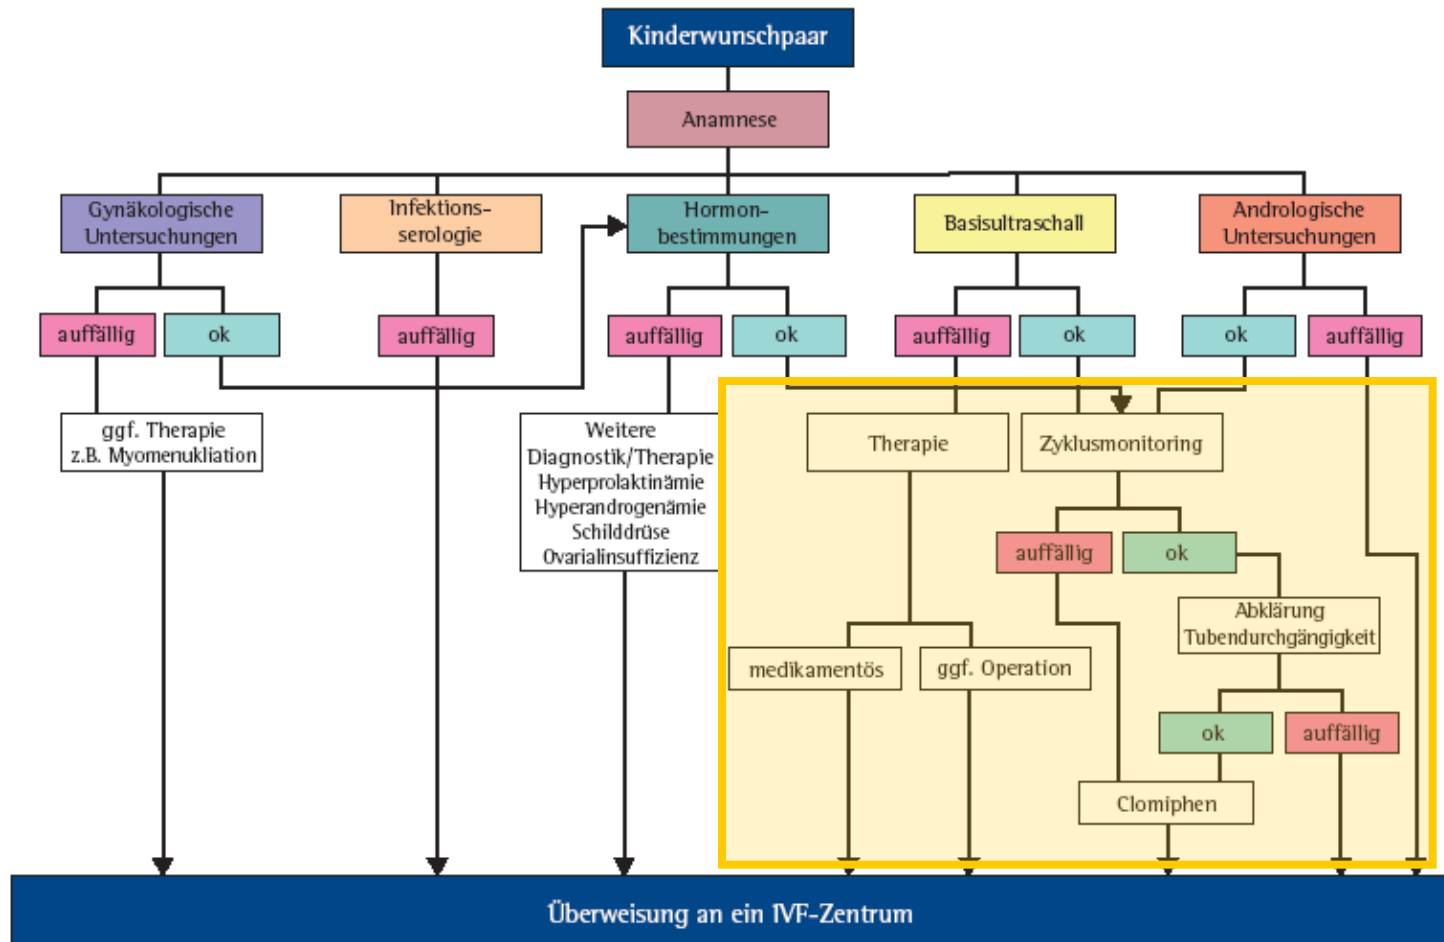 Kinderwunschpaar
Anamnese
Gynäkologische
Untersuchungen
Infektions-
serologie
Hormon-
bestimmungen
Basisultraschall
Andrologische
Untersuchungen
auffällig
ok
auffällig
auffällig
ok
auffällig
ok
ok
auffällig
ggf. Therapie
z.B. Myomenukliation
Weitere
Diagnostik/Therapie
Hyperprolaktinämie
Hyperandrogenämie
Schilddrüse
Ovarialinsuffizienz
Therapie
Zyklusmonitoring
auffällig
ok
Abklärung
Tubendurchgängigkeit
medikamentös
ggf. Operation
ok
auffällig
Clomiphen
Überweisung an ein IVF-Zentrum